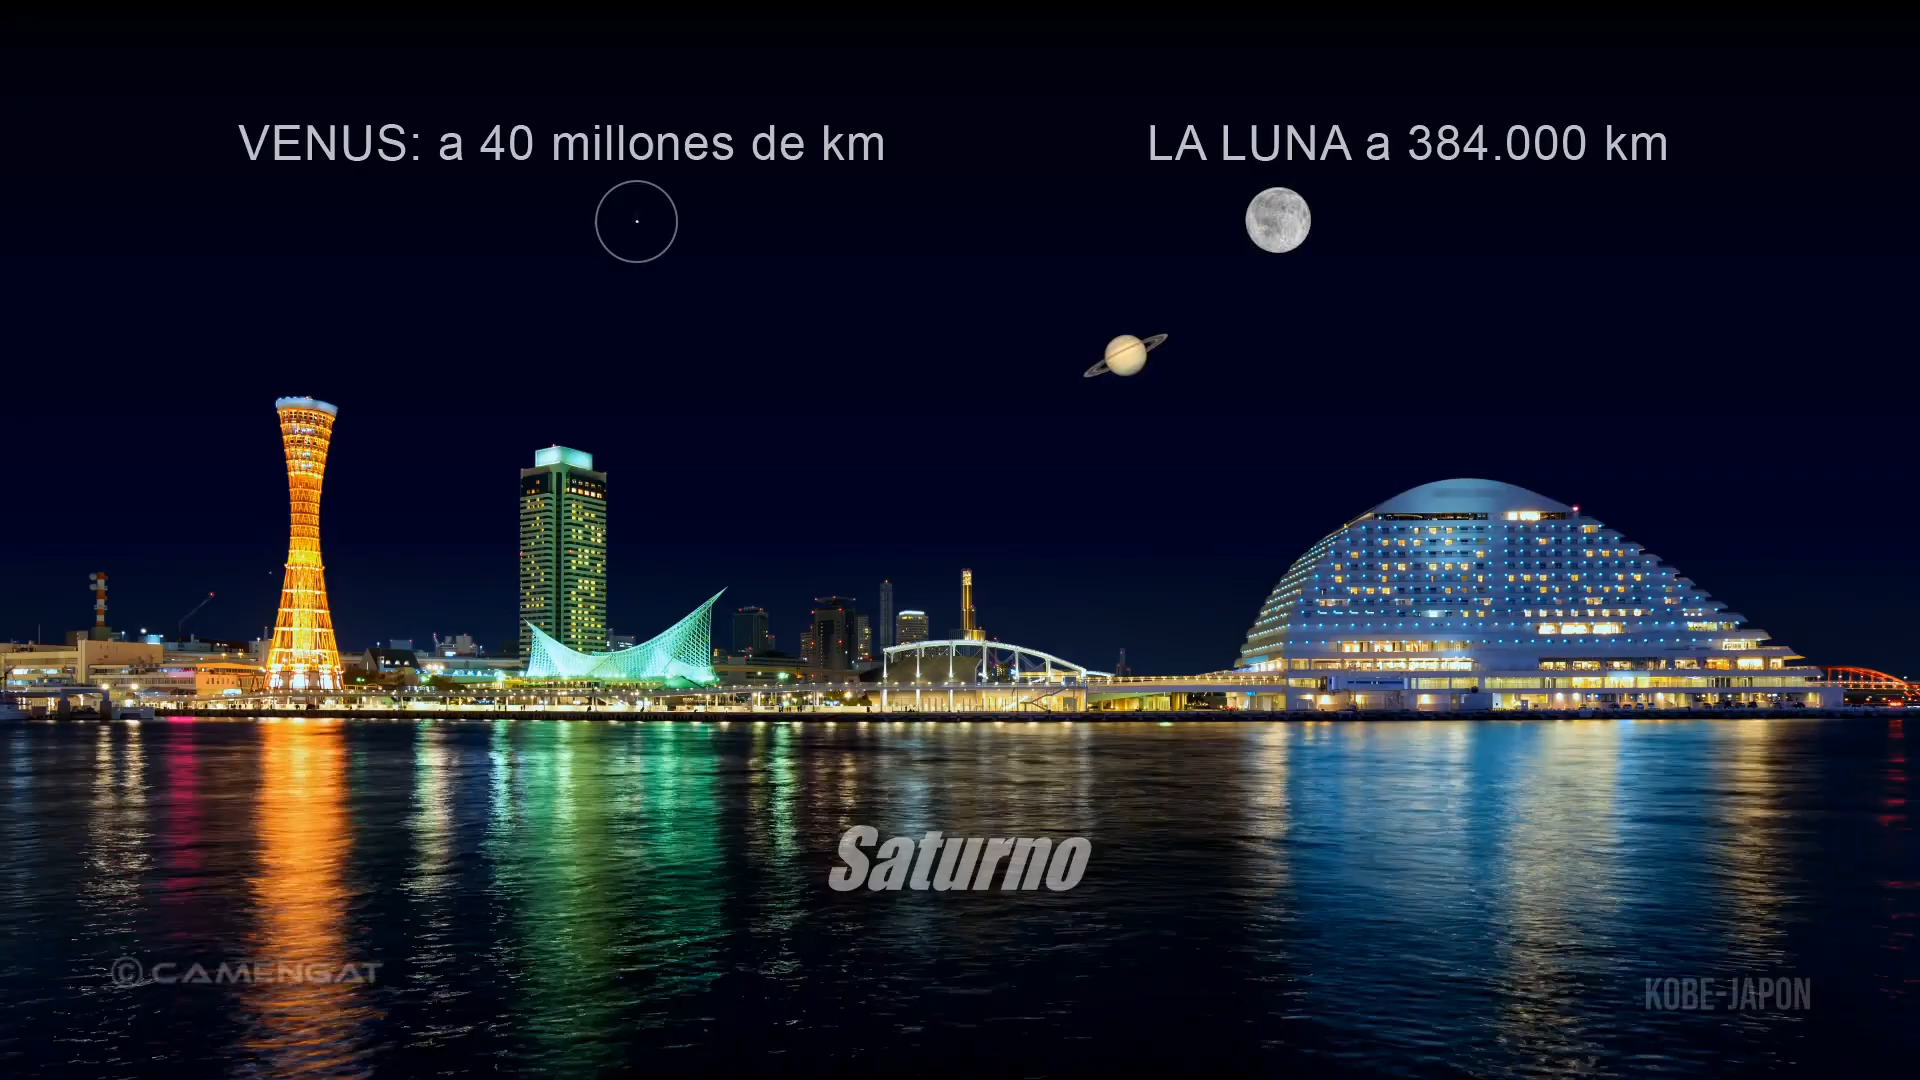 VENUS: a 40 millones de km
LA LUNA a 384.000 km
Saturno
© CAMENGAT
KOBE-JAPON